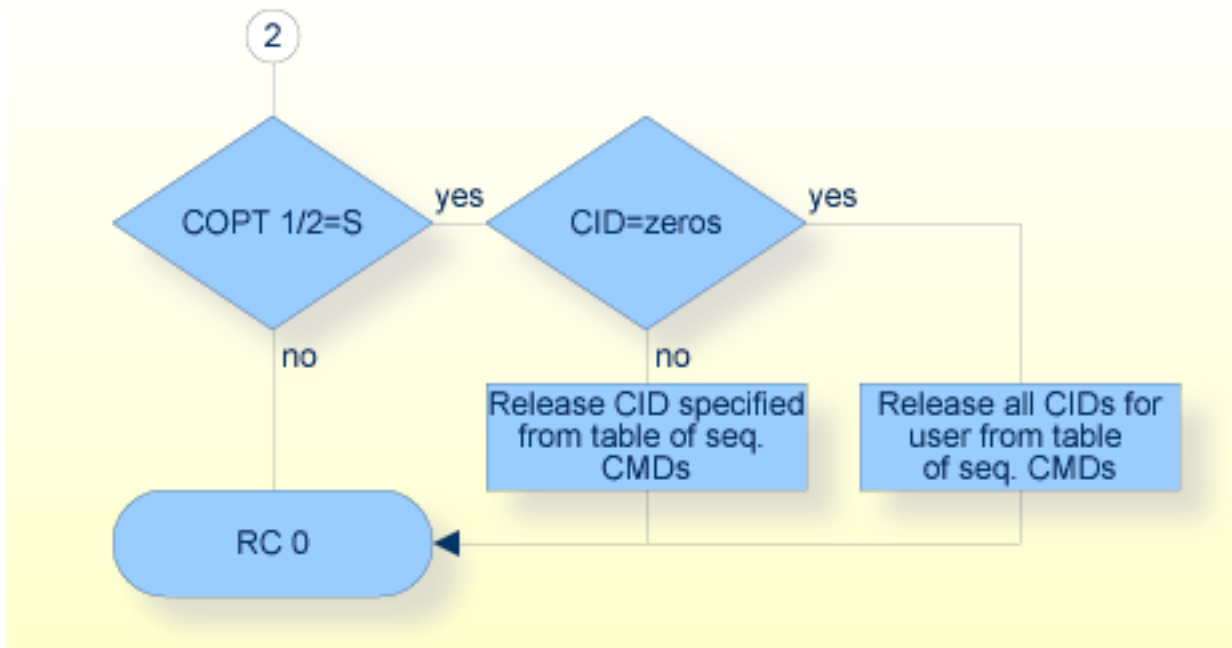 2
COPT 1/2=S
yes
CID=zeros
yes
no
no
Release CID specified
from table of seq.
CMDs
Release all CIDs for
user from table
of seq. CMDs
RC 0